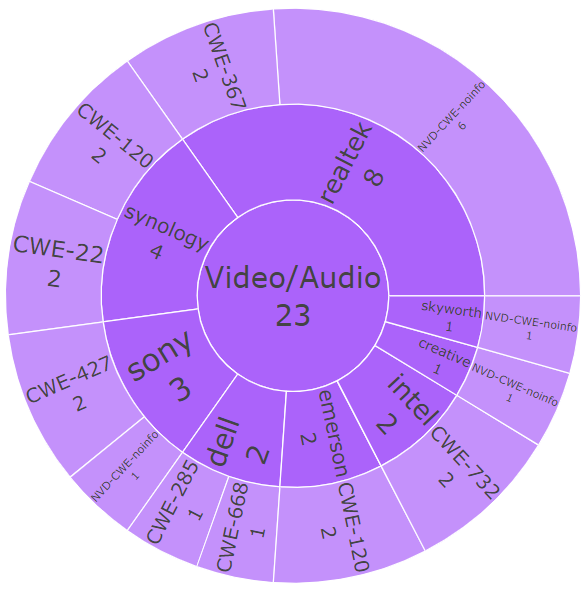 Video/Audio
23
realtek
8
NVD-CWE-noinfo
6
CWE-367
2
synology
4
CWE-120
2
CWE-22
2
sony
3
CWE-427
2
NVD-CWE-noinfo
1
dell
2
CWE-285
1
CWE-668
1
emerson
2
CWE-120
2
intel
2
CWE-732
2
creative
1
NVD-CWE-noinfo
1
skyworth
1
NVD-CWE-noinfo
1